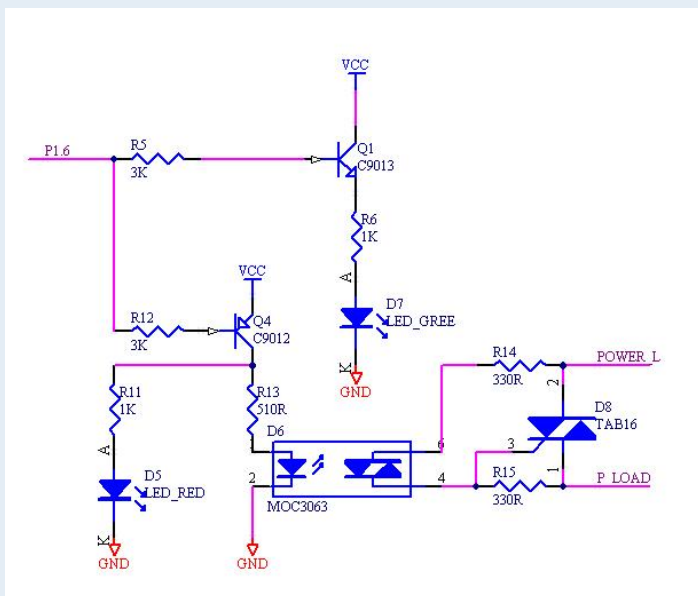 VCC
P1.6
R5
3K
Q1
C9013
R6
1K
A
D7
LED_GREE
K
GND
VCC
R12
3K
Q4
C9012
R11
1K
R13
510R
A
D5
LED_RED
K
GND
D6
1
2
6
4
MOC3063
GND
R14
330R
POWER_L
2
D8
TAB16
3
1
R15
330R
P_LOAD